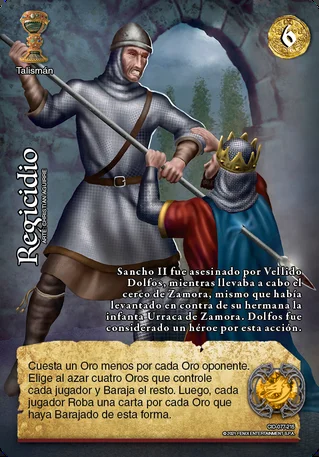 6
Talismán
Regicidio
ARTE: CHRISTIAN AGUIRRE
Sancho II fue asesinado por Vellido
Dolfos, mientras llevaba a cabo el
cerco de Zamora, mismo que había
levantado en contra de su hermana la
infanta Urraca de Zamora. Dolfos fue
considerado un héroe por esta acción.
Cuesta un Oro menos por cada Oro oponente.
Elige al azar cuatro Oros que controle
cada jugador y Baraja el resto. Luego, cada
jugador Roba una carta por cada Oro que
haya Barajado de esta forma.
CID-077-215
© 2021 FENIX ENTERTAINMENT S.P.A.